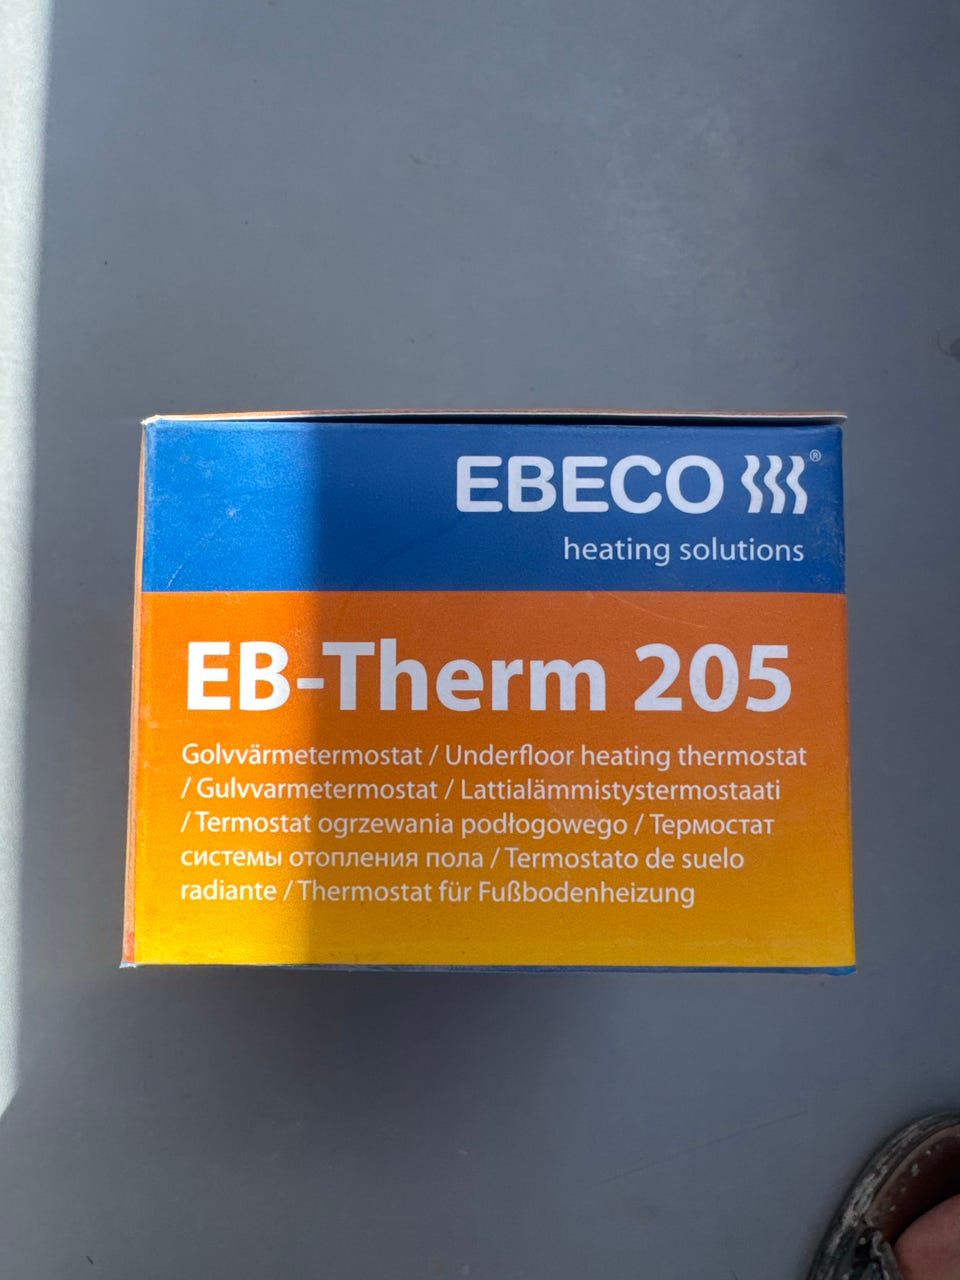 EBECO ®
heating solutions
EB-Therm 205
Golvvärmetermostat / Underfloor heating thermostat
/ Gulvvarmetermostat / Lattialämmistystermostaati
/ Termostat ogrzewania podłogowego / Термостат
системы отопления пола / Termostato de suelo
radiante / Thermostat für Fußbodenheizung